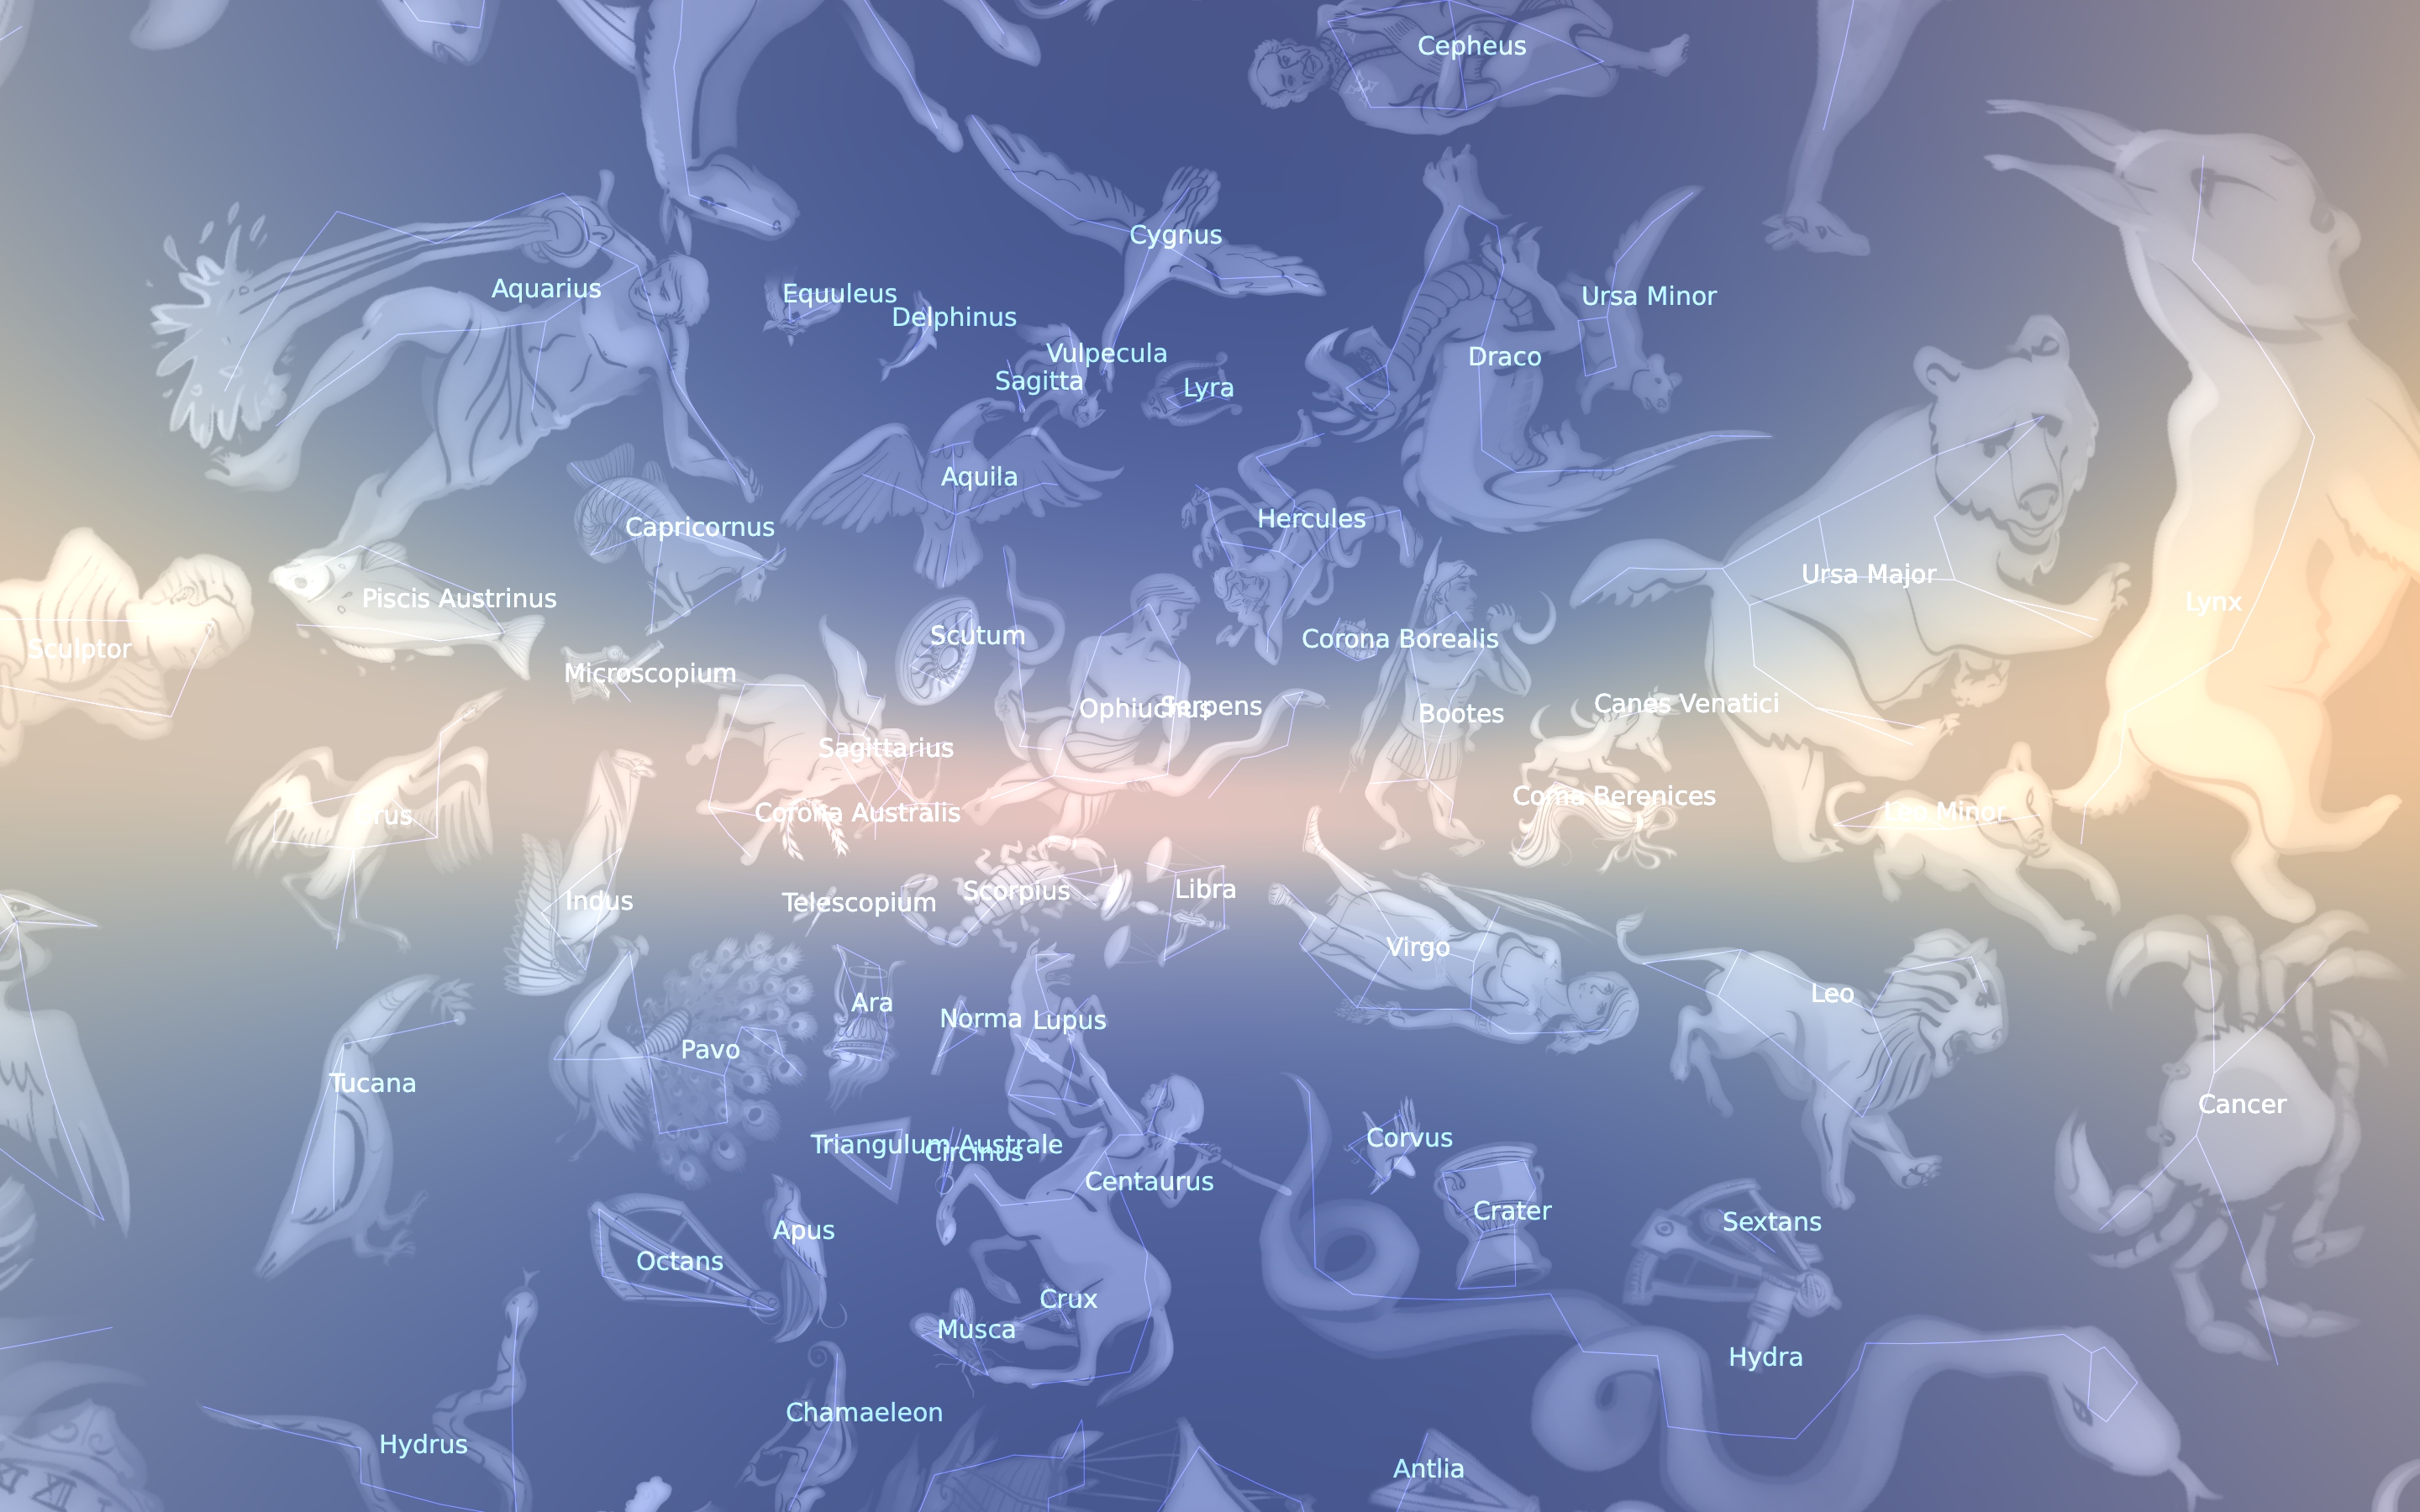 Cepheus
Cygnus
Aquarius
Equuleus
Ursa Minor
Delphinus
Vulpecula
Draco
Sagitta
Lyra
Aquila
Hercules
Capricornus
Ursa Major
Piscis Austrinus
Lynx
Scutum
Corona Borealis
Sculptor
Microscopium
Canes Venatici
Ophiuchus
Serpens
Bootes
Sagittarius
Coma Berenices
Corona Australis
Leo Minor
rus
Libra
Scorpius
Indus
Telescopium
Virgo
Leo
Ara
Norma
Lupus
Pavo
Tucana
Cancer
Corvus
Triangulum Australe
Circinus
Centaurus
Crater
Sextans
Apus
Octans
Crux
Musca
Hydra
Chamaeleon
Hydrus
Antlia